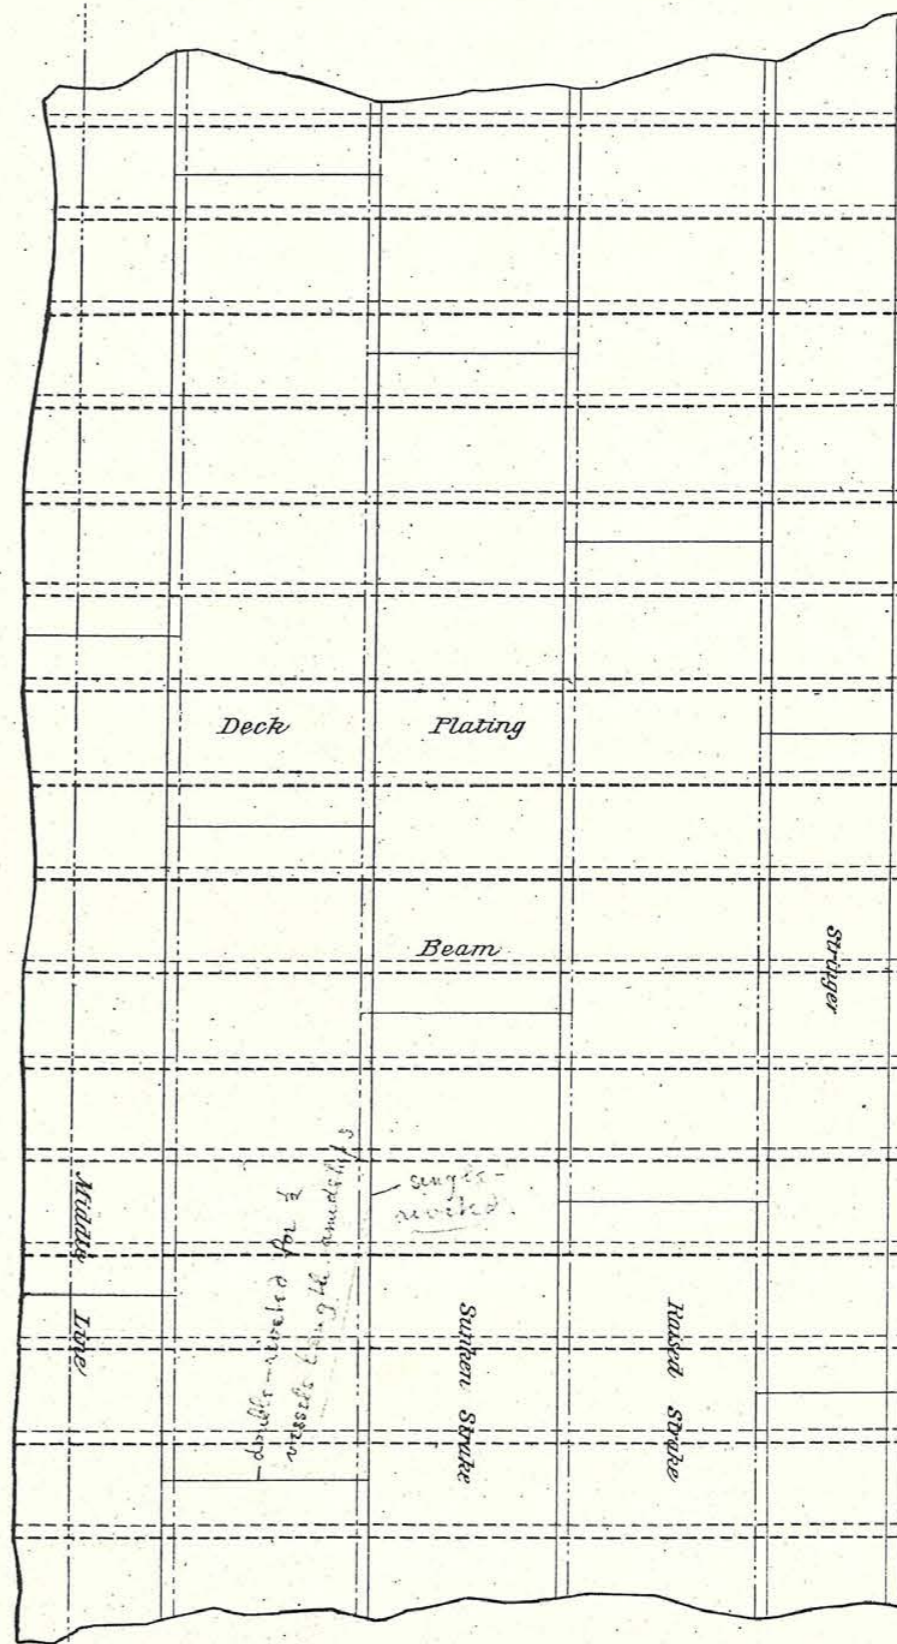 Deck Plating
Beam
Stringer
single-
riveted.
double-riveted for ½
vessels length amidships
Middle Line
Sunken Strake
Raised Strake